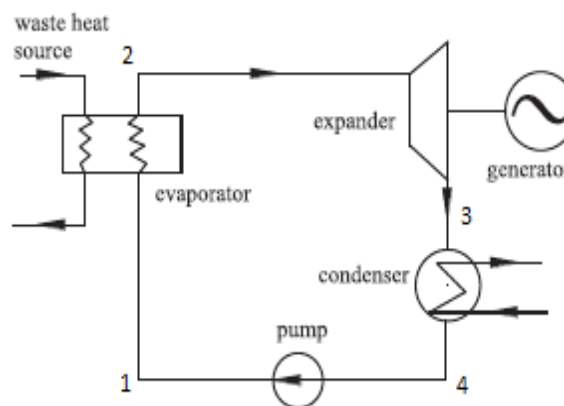 waste heat
source
2
expander
generato
evaporator
3
condenser
pump
1
4